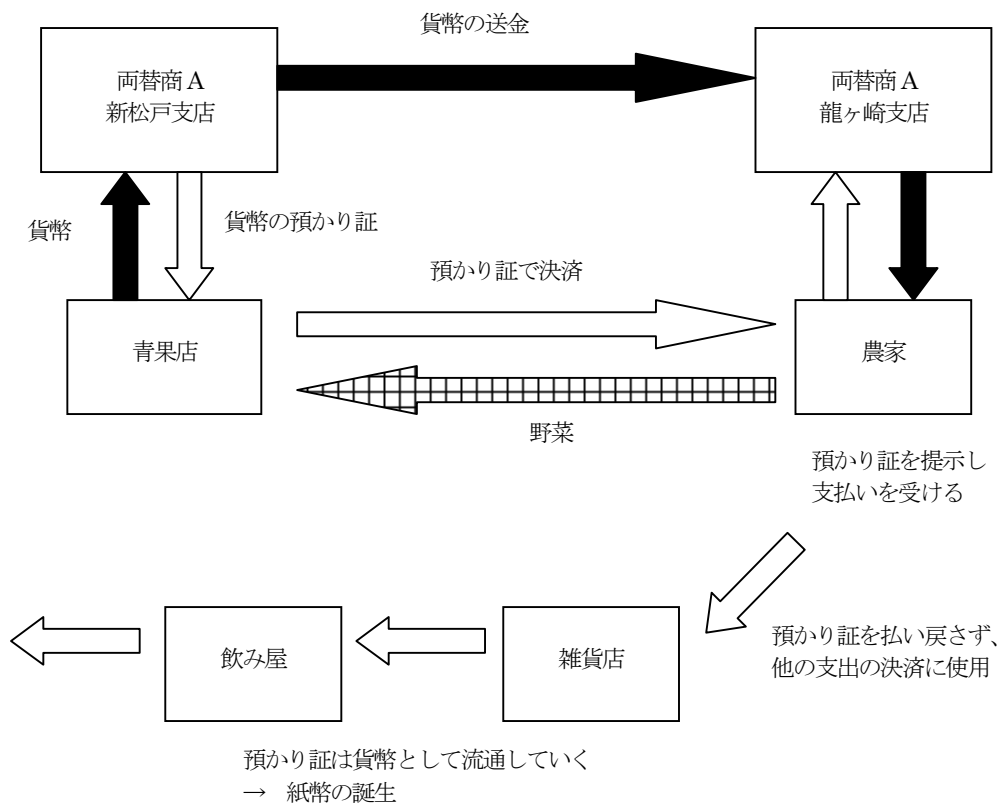 貨幣の送金
両替商 A
新松戸支店
両替商 A
龍ヶ崎支店
貨幣
貨幣の預かり証
預かり証で決済
青果店
農家
野菜
預かり証を提示し
支払いを受ける
預かり証を払い戻さず、
他の支出の決済に使用
飲み屋
雑貨店
預かり証は貨幣として流通していく
→ 紙幣の誕生